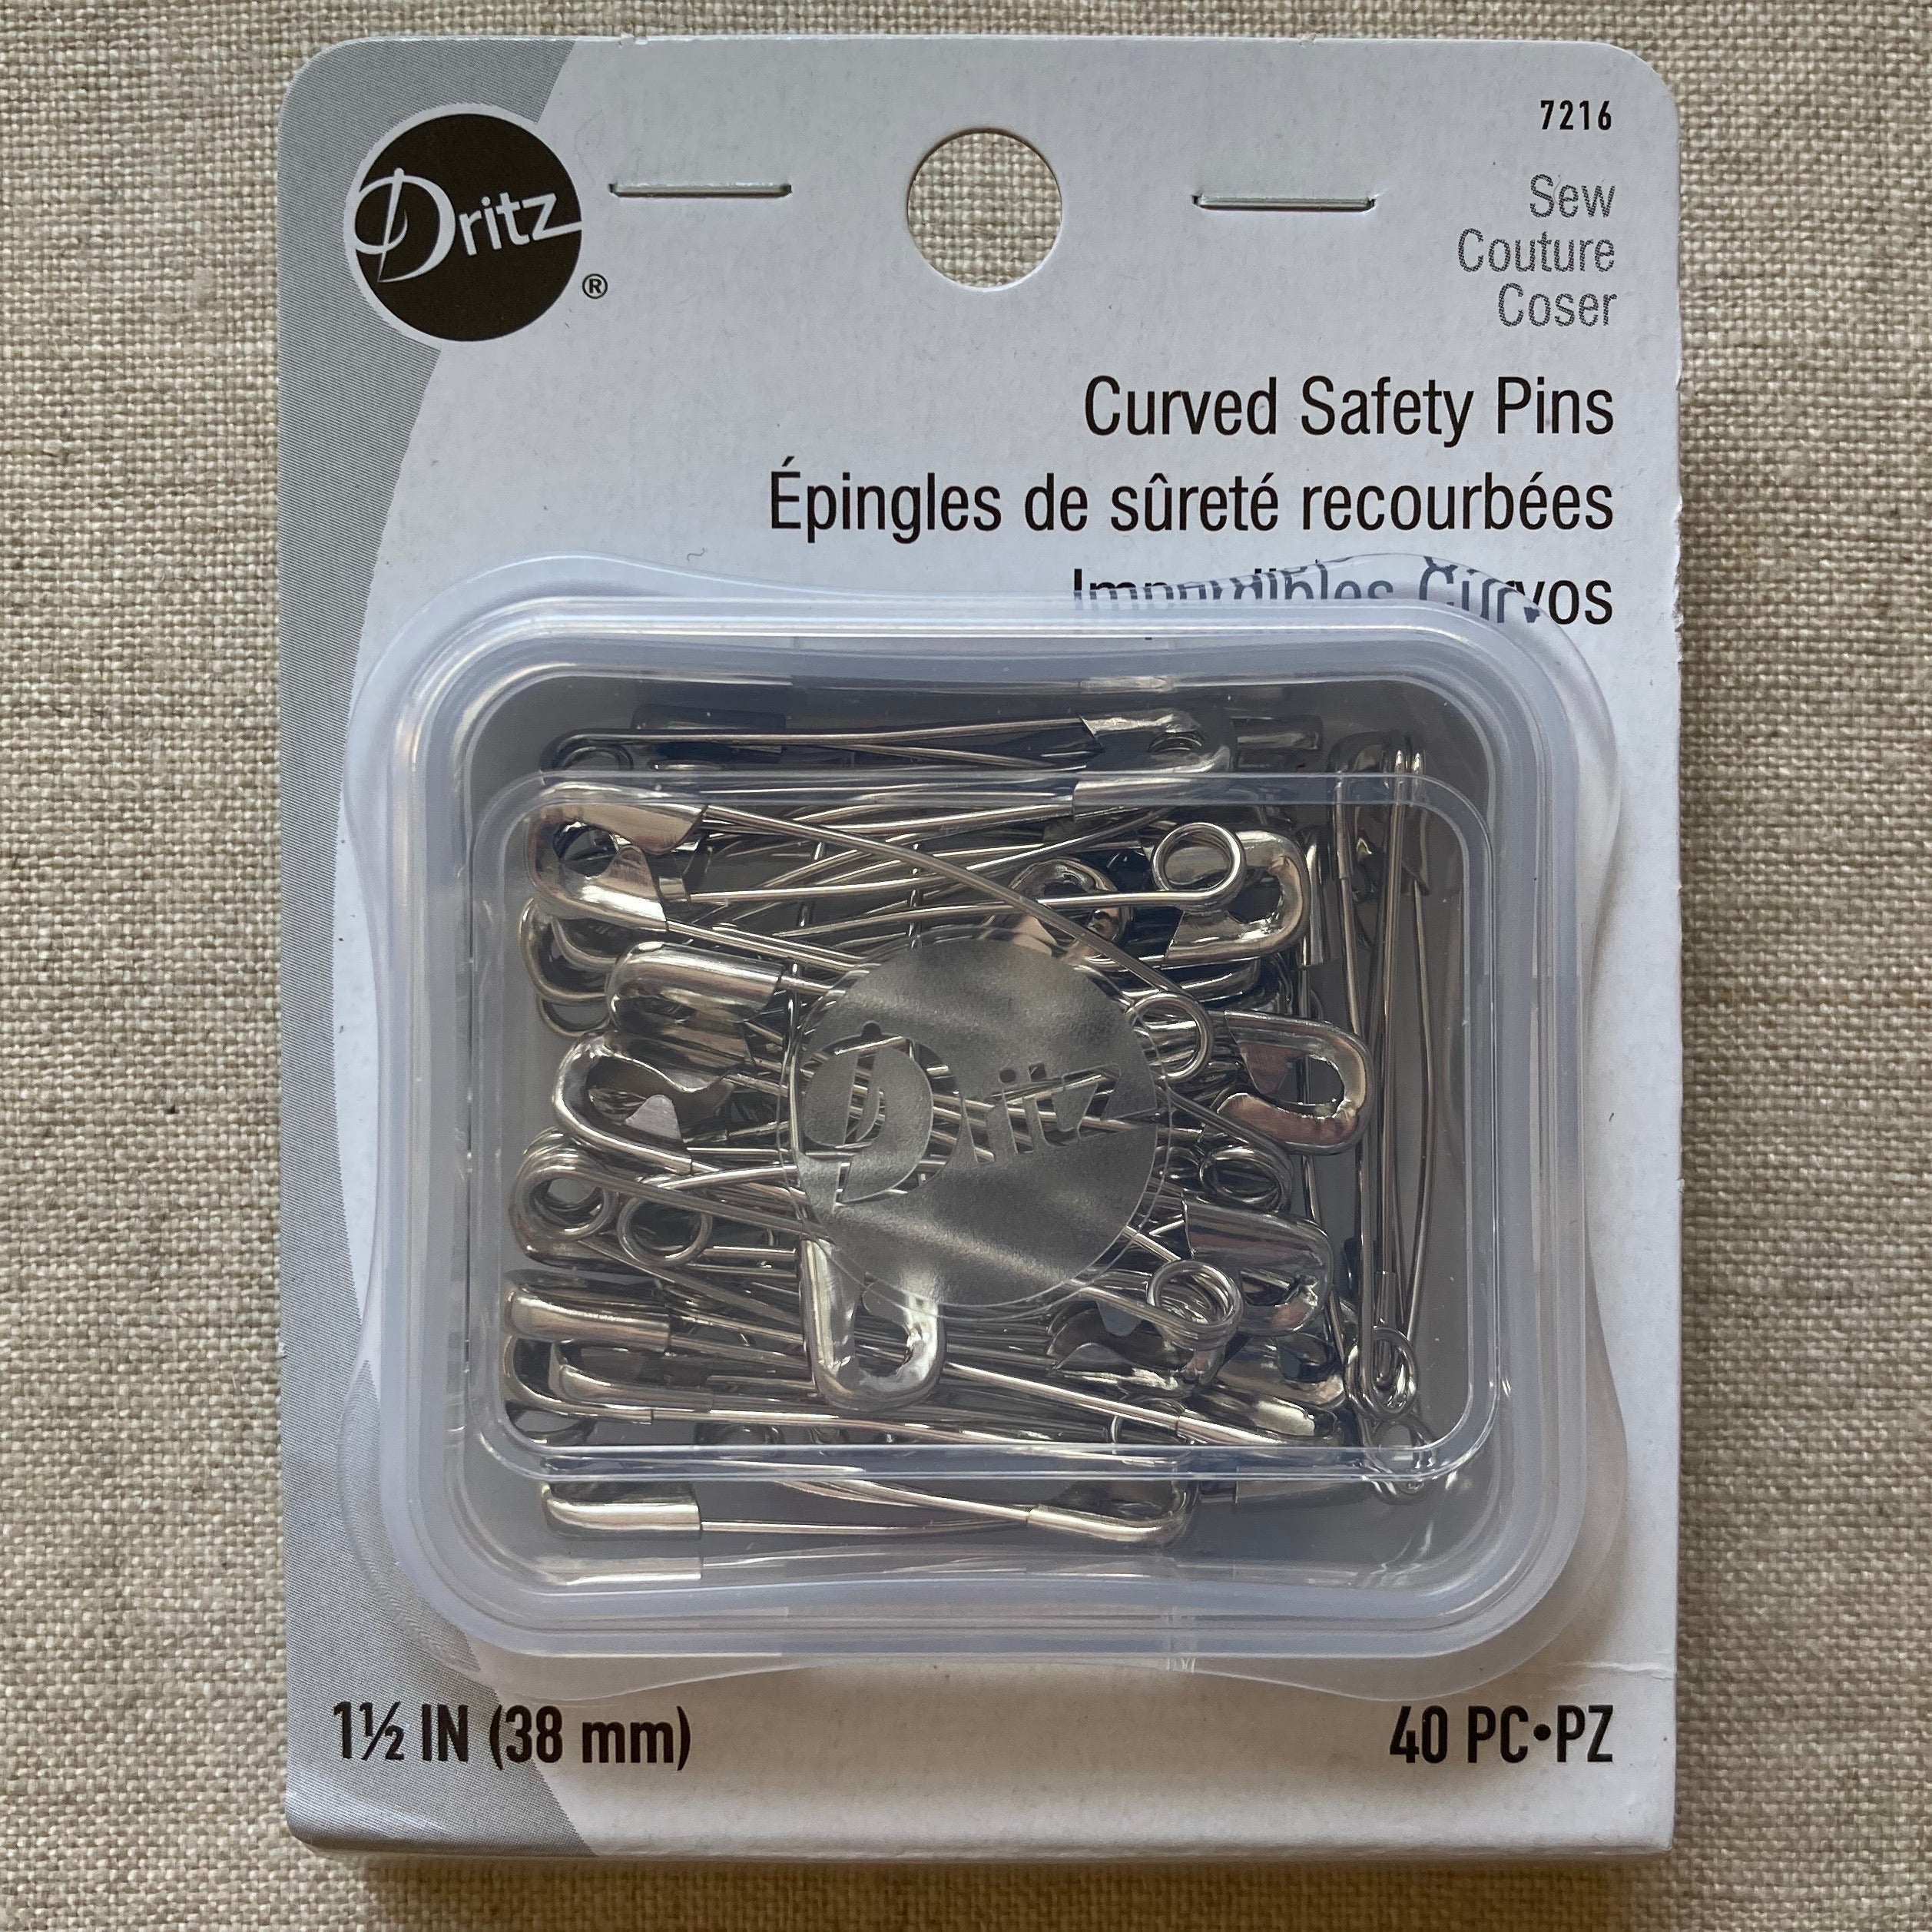 Dritz®
7216
Sew
Couture
Coser
Curved Safety Pins
Épingles de sûreté recourbées
Imperdibles Curvos
Dritz
1½ IN (38 mm)
40 PC•PZ